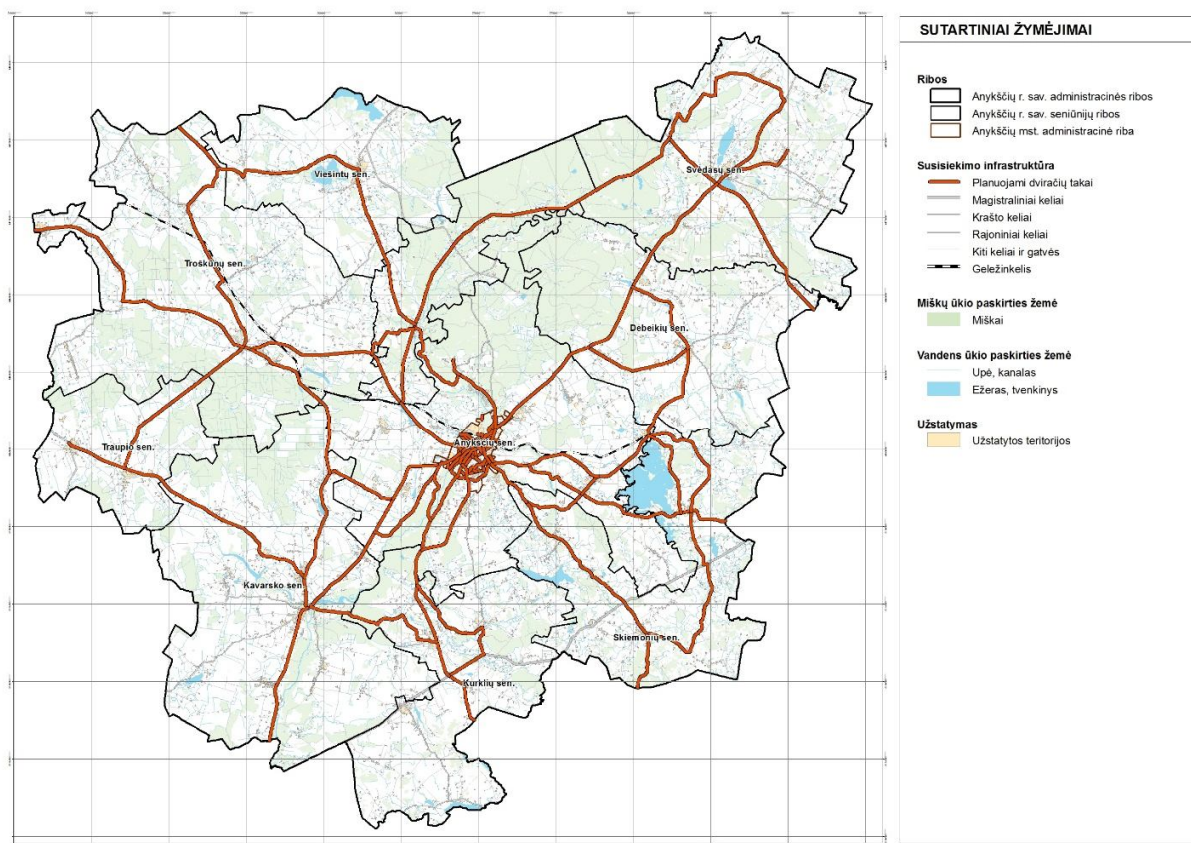 SUTARTINIAI ŽYMĖJIMAI
Ribos
Anykščių r. sav. administracinės ribos
Anykščių r. sav. seniūnijų ribos
Anykščių mst. administracinė riba
Susisiekimo infrastruktūra
Planuojami dviračių takai
Magistraliniai keliai
Krašto keliai
Rajoniniai keliai
Kiti keliai ir gatvės
Geležinkelis
Miškų ūkio paskirties žemė
Miškai
Vandens ūkio paskirties žemė
Upė, kanalas
Ežeras, tvenkinys
Užstatymas
Užstatytos teritorijos
Viešintų sen.
Svėdasų sen.
Troškūnų sen.
Debeikių sen.
Traupio sen.
Anykščių sen.
Kavarsko sen.
Skiemonių sen.
Kurklių sen.